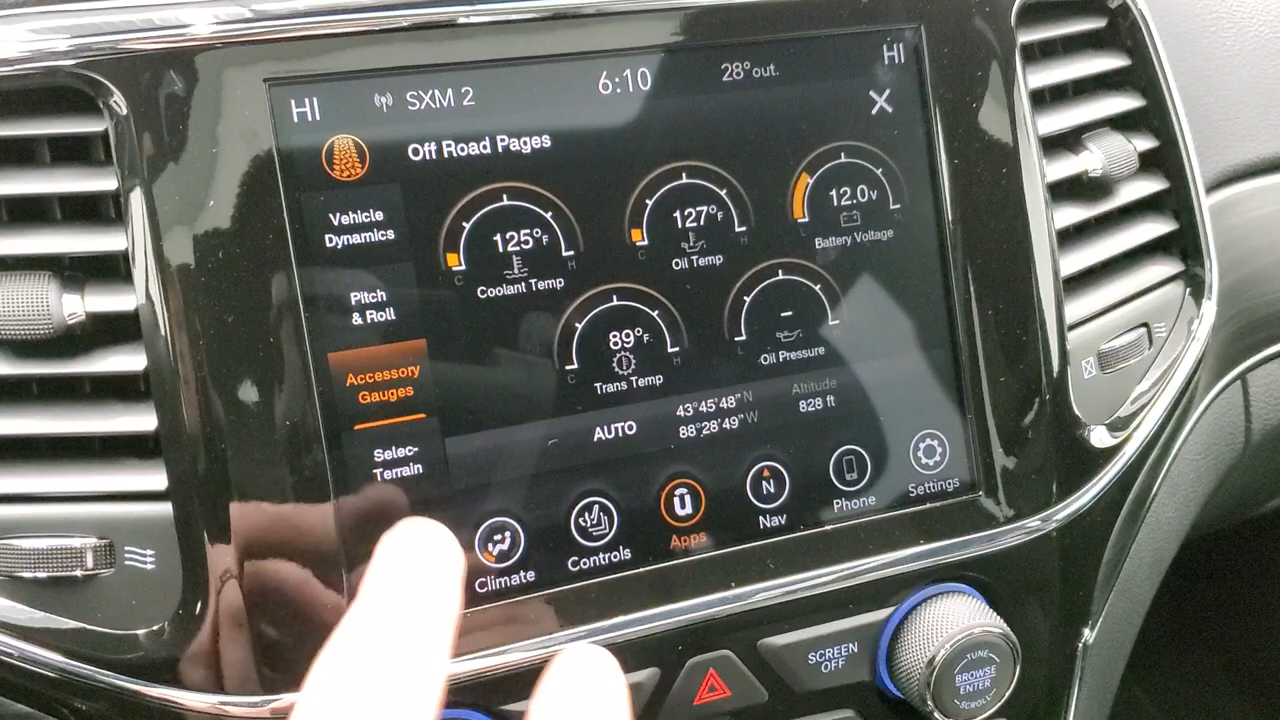 HI
SXM 2
6:10
28°out.
HI
Off Road Pages
Vehicle
Dynamics
Pitch
& Roll
Accessory
Gauges
Selec-
Terrain
125°F
C H
Coolant Temp
127°F
C H
Oil Temp
12.0v
L H
Battery Voltage
89°F
C H
Trans Temp
-
L H
Oil Pressure
AUTO
43°45'48" N
88°28'49" W
Altitude
828 ft
Climate
Controls
Apps
N
Nav
Phone
Settings
SCREEN
OFF
TUNE
BROWSE
ENTER
SCROLL